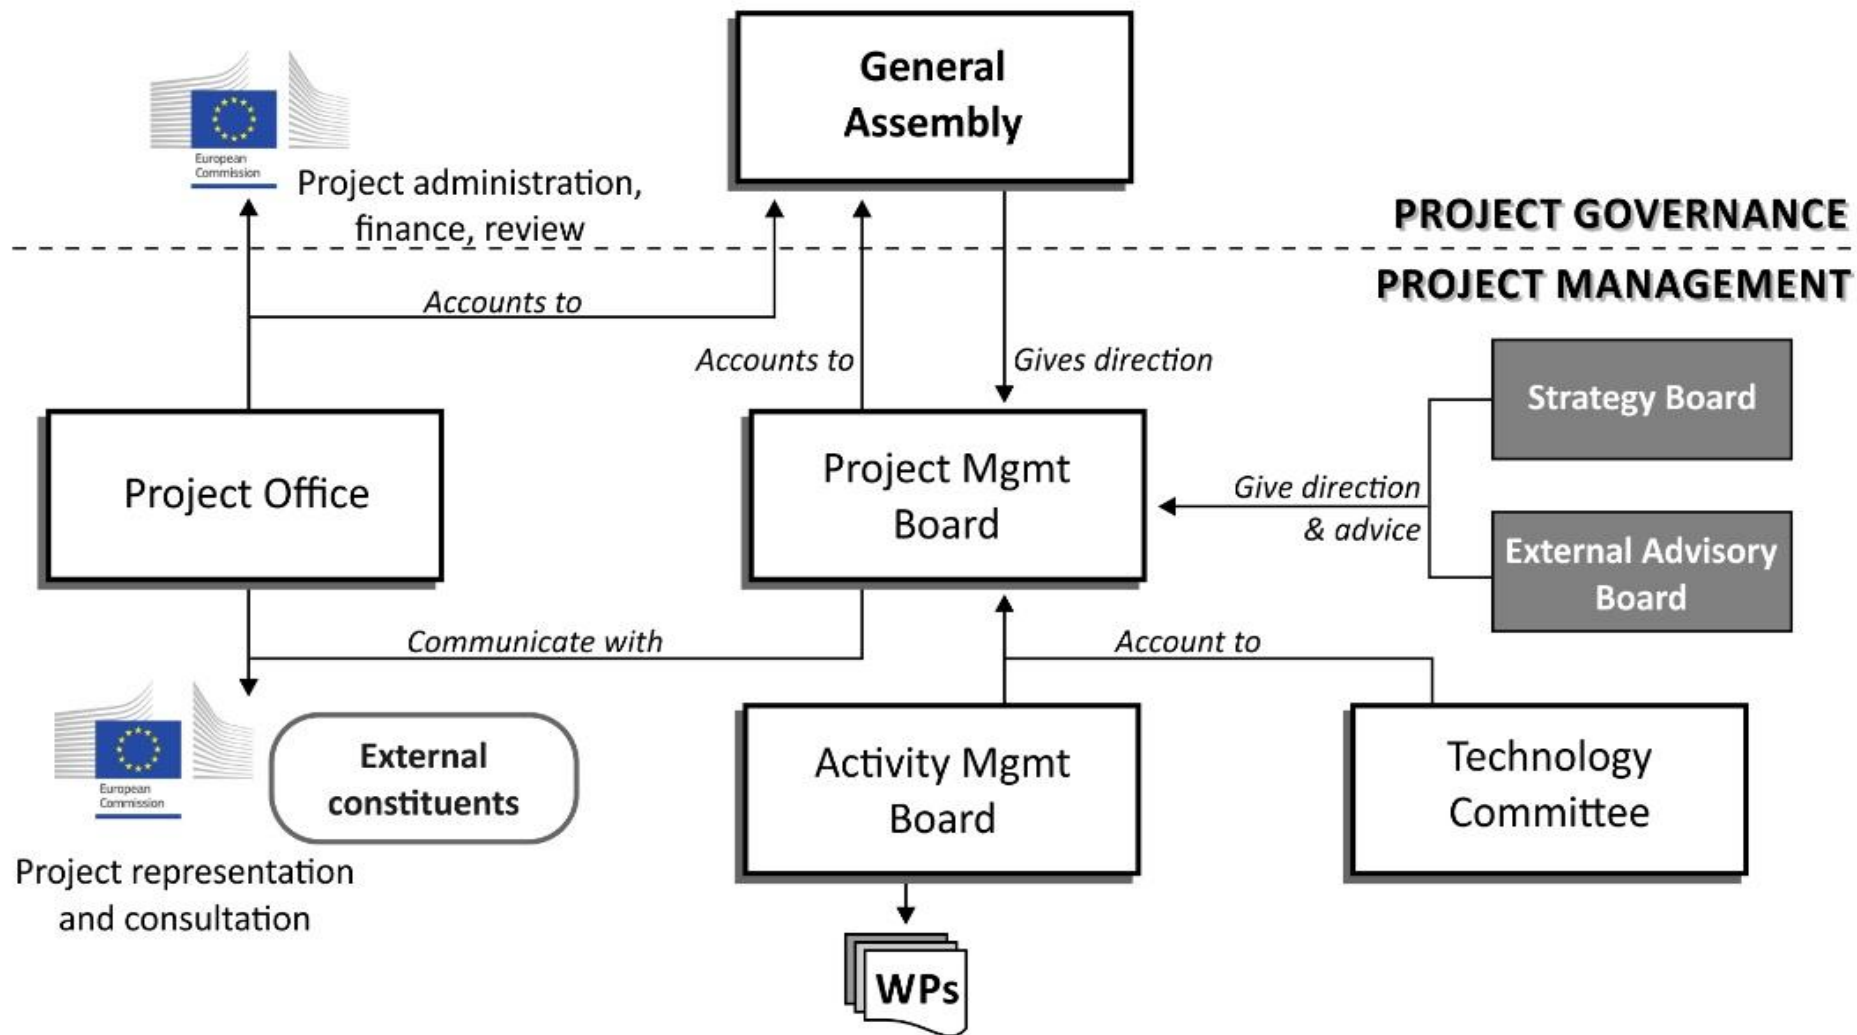 General
Assembly
European
Commission
Project administration,
finance, review
PROJECT GOVERNANCE
PROJECT MANAGEMENT
Accounts to
Accounts to
Gives direction
Strategy Board
Project Office
Project Mgmt
Board
Give direction
& advice
External Advisory
Board
Communicate with
Account to
European
Commission
External
constituents
Activity Mgmt
Board
Technology
Committee
Project representation
and consultation
WPs